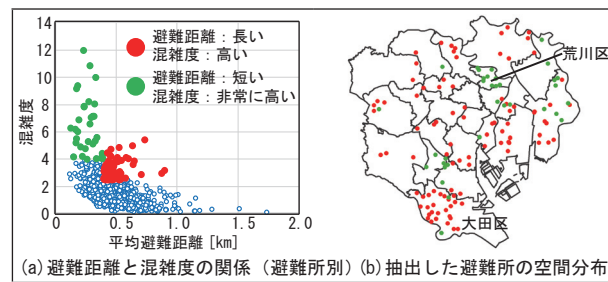 14
12
10
8
6
4
2
0
混雑度
避難距離：長い
混雑度：高い
避難距離：短い
混雑度：非常に高い
0 0.5 1.0 1.5 2.0
平均避難距離 [km]
(a) 避難距離と混雑度の関係（避難所別）
荒川区
大田区
(b) 抽出した避難所の空間分布